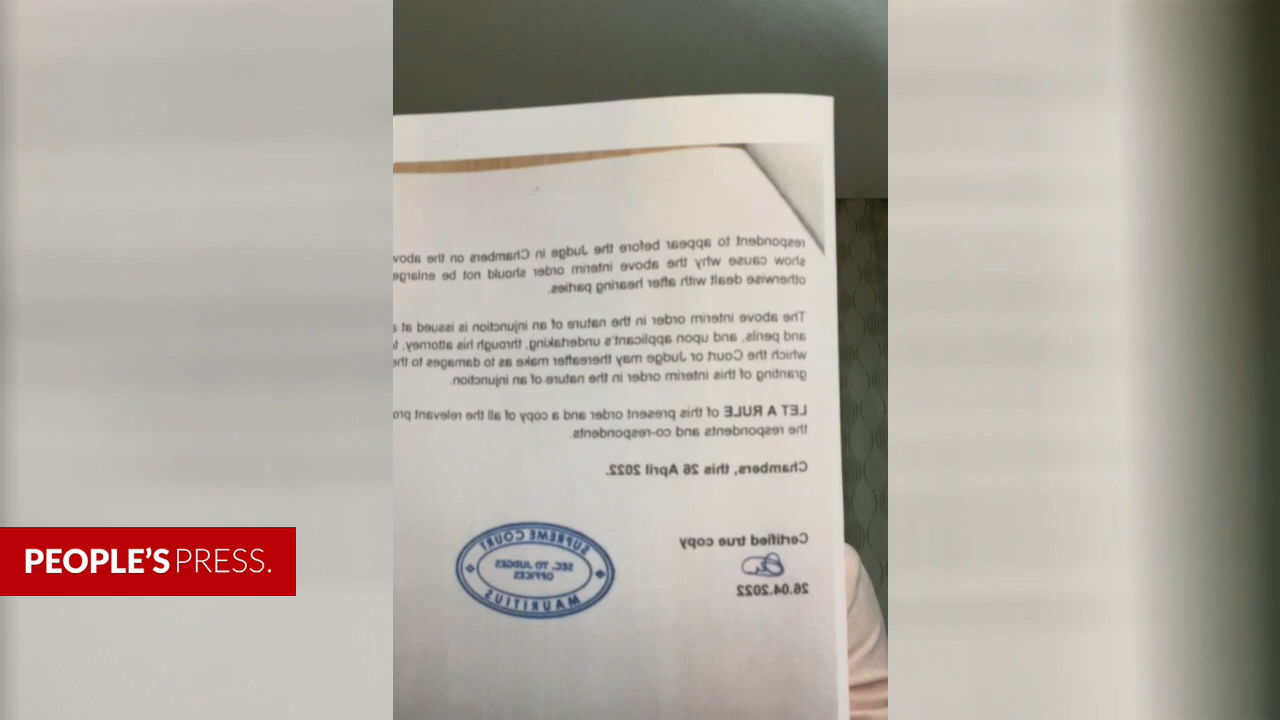 respondent to appear before the Judge in Chambers on the abov
show cause why the above interim order should not be enlarge
otherwise dealt with after hearing parties.
The above interim order in the nature of an injunction is issued at a
and perils, and upon applicant's undertaking, through his attorney, t
which the Court or Judge may thereafter make as to damages to the
granting of this interim order in the nature of an injunction.
LET A RULE of this present order and a copy of all the relevant pro
the respondents and co-respondents.
Chambers, this 26 April 2022.
Certified true copy
26.04.2022
SUPREME COURT
SEC. TO JUDGES
OFFICES
MAURITIUS
PEOPLE'S PRESS.